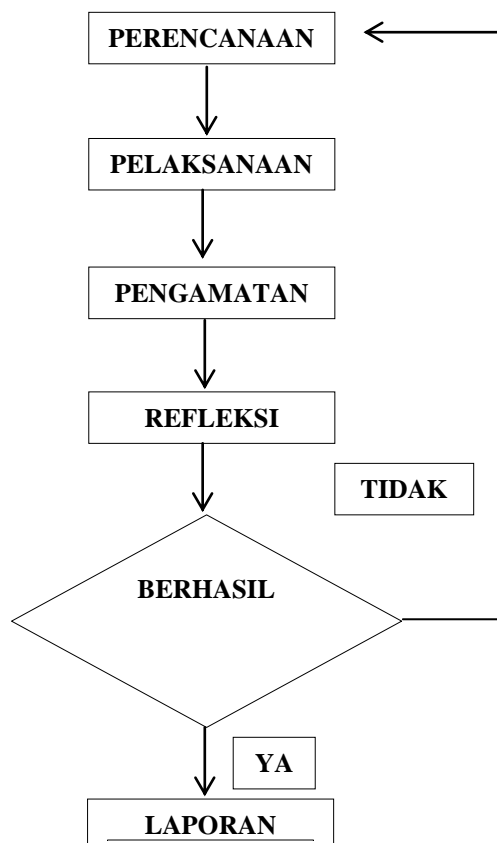 PERENCANAAN
PELAKSANAAN
PENGAMATAN
REFLEKSI
TIDAK
BERHASIL
YA
LAPORAN